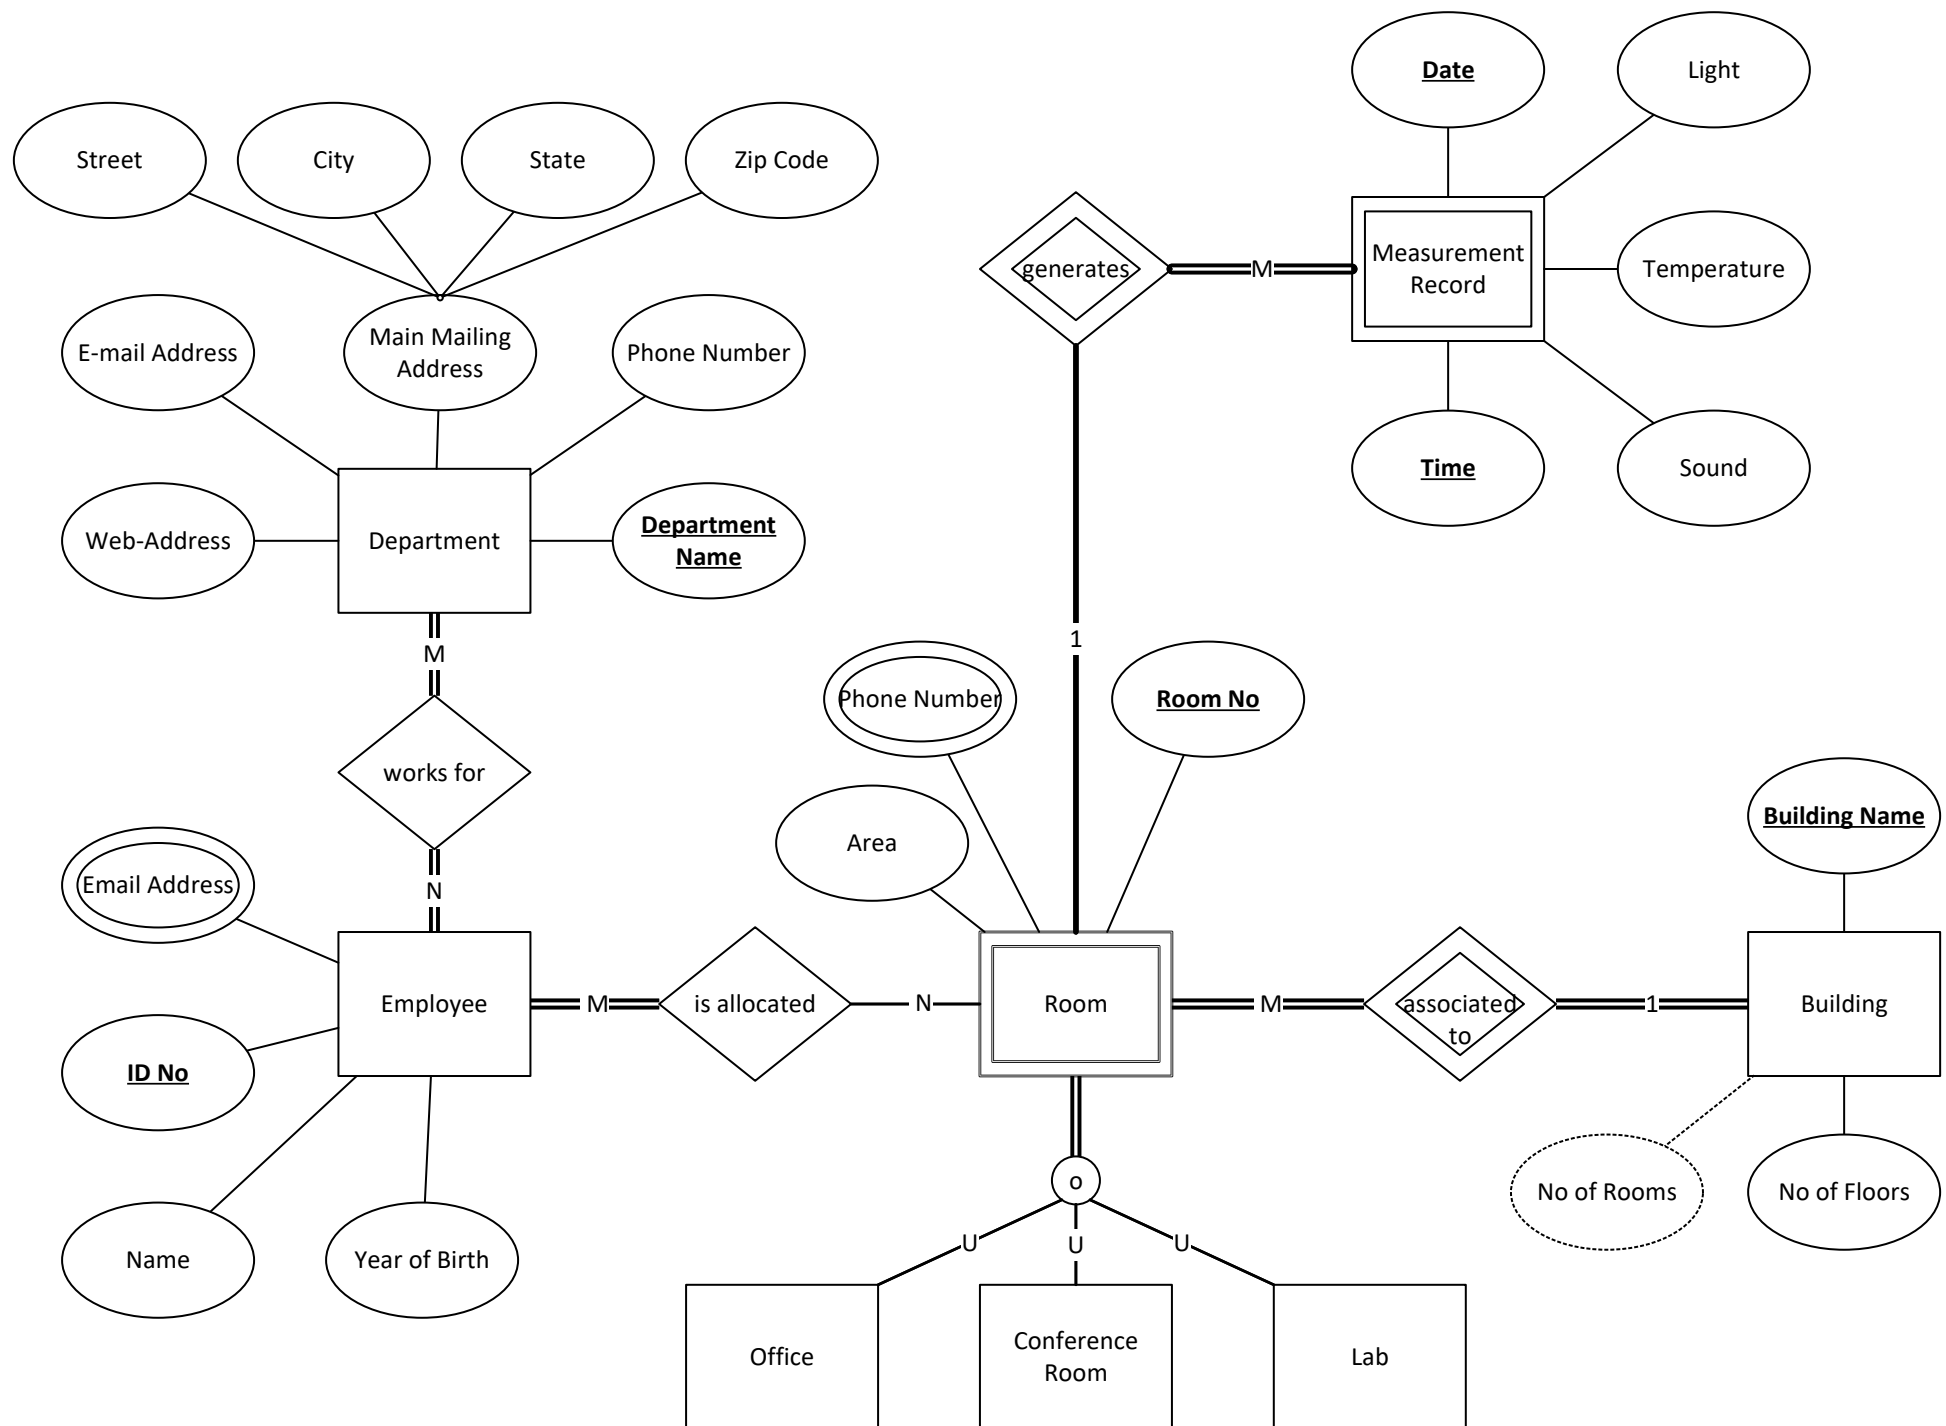 Date
Light
Street
City
State
Zip Code
generates
M
Measurement
Record
Temperature
E-mail Address
Main Mailing
Address
Phone Number
Time
Sound
Web-Address
Department
Department
Name
M
1
Phone Number
Room No
works for
Area
Building Name
Email Address
N
Employee
M
is allocated
N
Room
M
associated
to
1
Building
ID No
o
No of Rooms
No of Floors
Name
Year of Birth
U
U
U
Office
Conference
Room
Lab